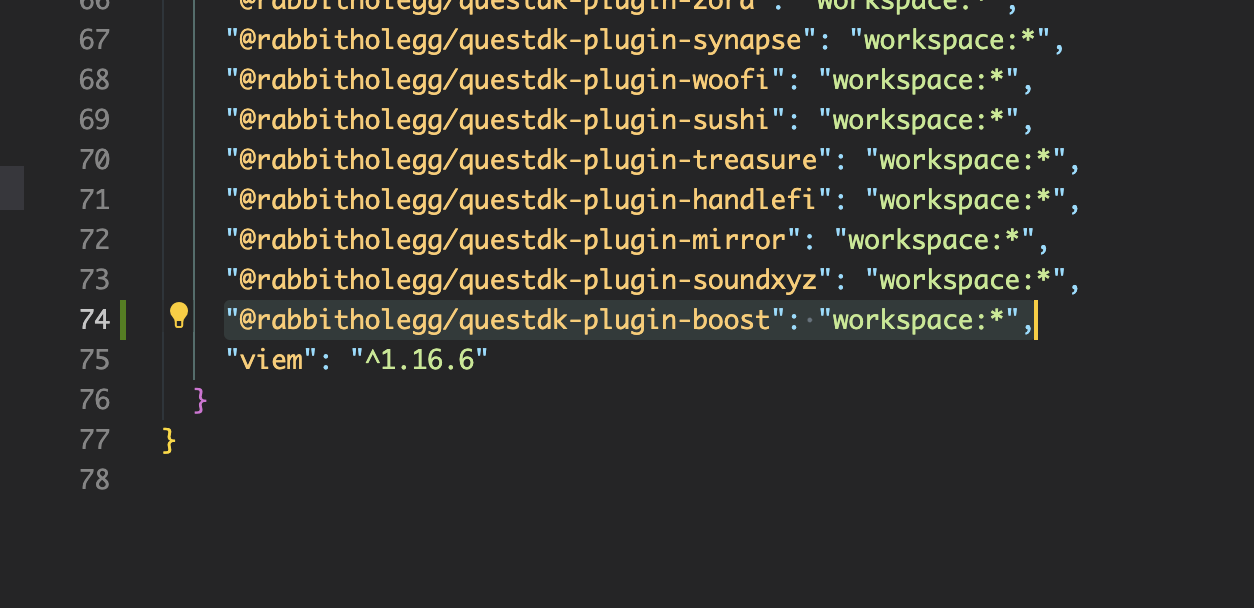 66 "@rabbitholegg/questdk-plugin-zora": "workspace:*",
67 "@rabbitholegg/questdk-plugin-synapse": "workspace:*",
68 "@rabbitholegg/questdk-plugin-woofi": "workspace:*",
69 "@rabbitholegg/questdk-plugin-sushi": "workspace:*",
70 "@rabbitholegg/questdk-plugin-treasure": "workspace:*",
71 "@rabbitholegg/questdk-plugin-handlefi": "workspace:*",
72 "@rabbitholegg/questdk-plugin-mirror": "workspace:*",
73 "@rabbitholegg/questdk-plugin-soundxyz": "workspace:*",
74 "@rabbitholegg/questdk-plugin-boost": "workspace:*",
75 "viem": "^1.16.6"
76 }
77 }
78